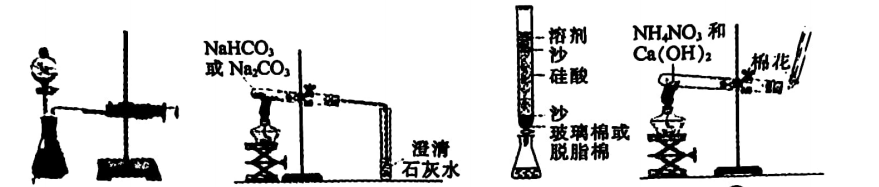 NaHCO₃
或 Na₂CO₃
澄清
石灰水
溶剂
沙
硅酸
沙
玻璃棉或
脱脂棉
NH₄NO₃ 和
Ca(OH)₂
棉花